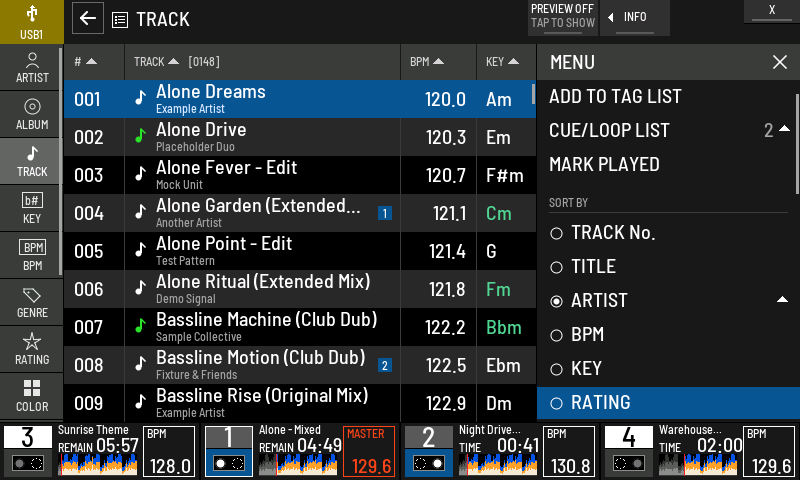 USB1
TRACK
PREVIEW OFF
TAP TO SHOW
INFO
X
ARTIST
ALBUM
TRACK
b#
KEY
BPM
BPM
GENRE
RATING
COLOR
# TRACK [0148] BPM KEY
001 Alone Dreams 120.0 Am
Example Artist
002 Alone Drive 120.3 Em
Placeholder Duo
003 Alone Fever - Edit 120.7 F#m
Mock Unit
004 Alone Garden (Extended... 1 121.1 Cm
Another Artist
005 Alone Point - Edit 121.4 G
Test Pattern
006 Alone Ritual (Extended Mix) 121.8 Fm
Demo Signal
007 Bassline Machine (Club Dub) 122.2 Bbm
Sample Collective
008 Bassline Motion (Club Dub) 2 122.5 Ebm
Fixture & Friends
009 Bassline Rise (Original Mix) 122.9 Dm
Example Artist
MENU
ADD TO TAG LIST
CUE/LOOP LIST 2
MARK PLAYED
SORT BY
TRACK No.
TITLE
ARTIST
BPM
KEY
RATING
3
Sunrise Theme
REMAIN 05:57
BPM
128.0
1
Alone - Mixed
REMAIN 04:49
MASTER
129.6
2
Night Drive...
TIME 00:41
BPM
130.8
4
Warehouse...
TIME 02:00
BPM
129.6